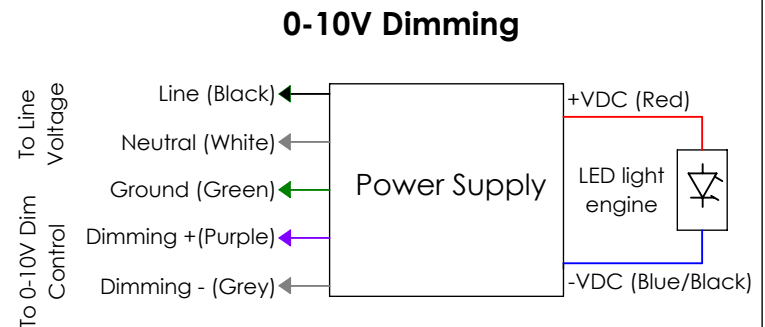 0-10V Dimming
To Line
Voltage
Line (Black)
Neutral (White)
Ground (Green)
To 0-10V Dim
Control
Dimming +(Purple)
Dimming - (Grey)
Power Supply
+VDC (Red)
LED light
engine
-VDC (Blue/Black)